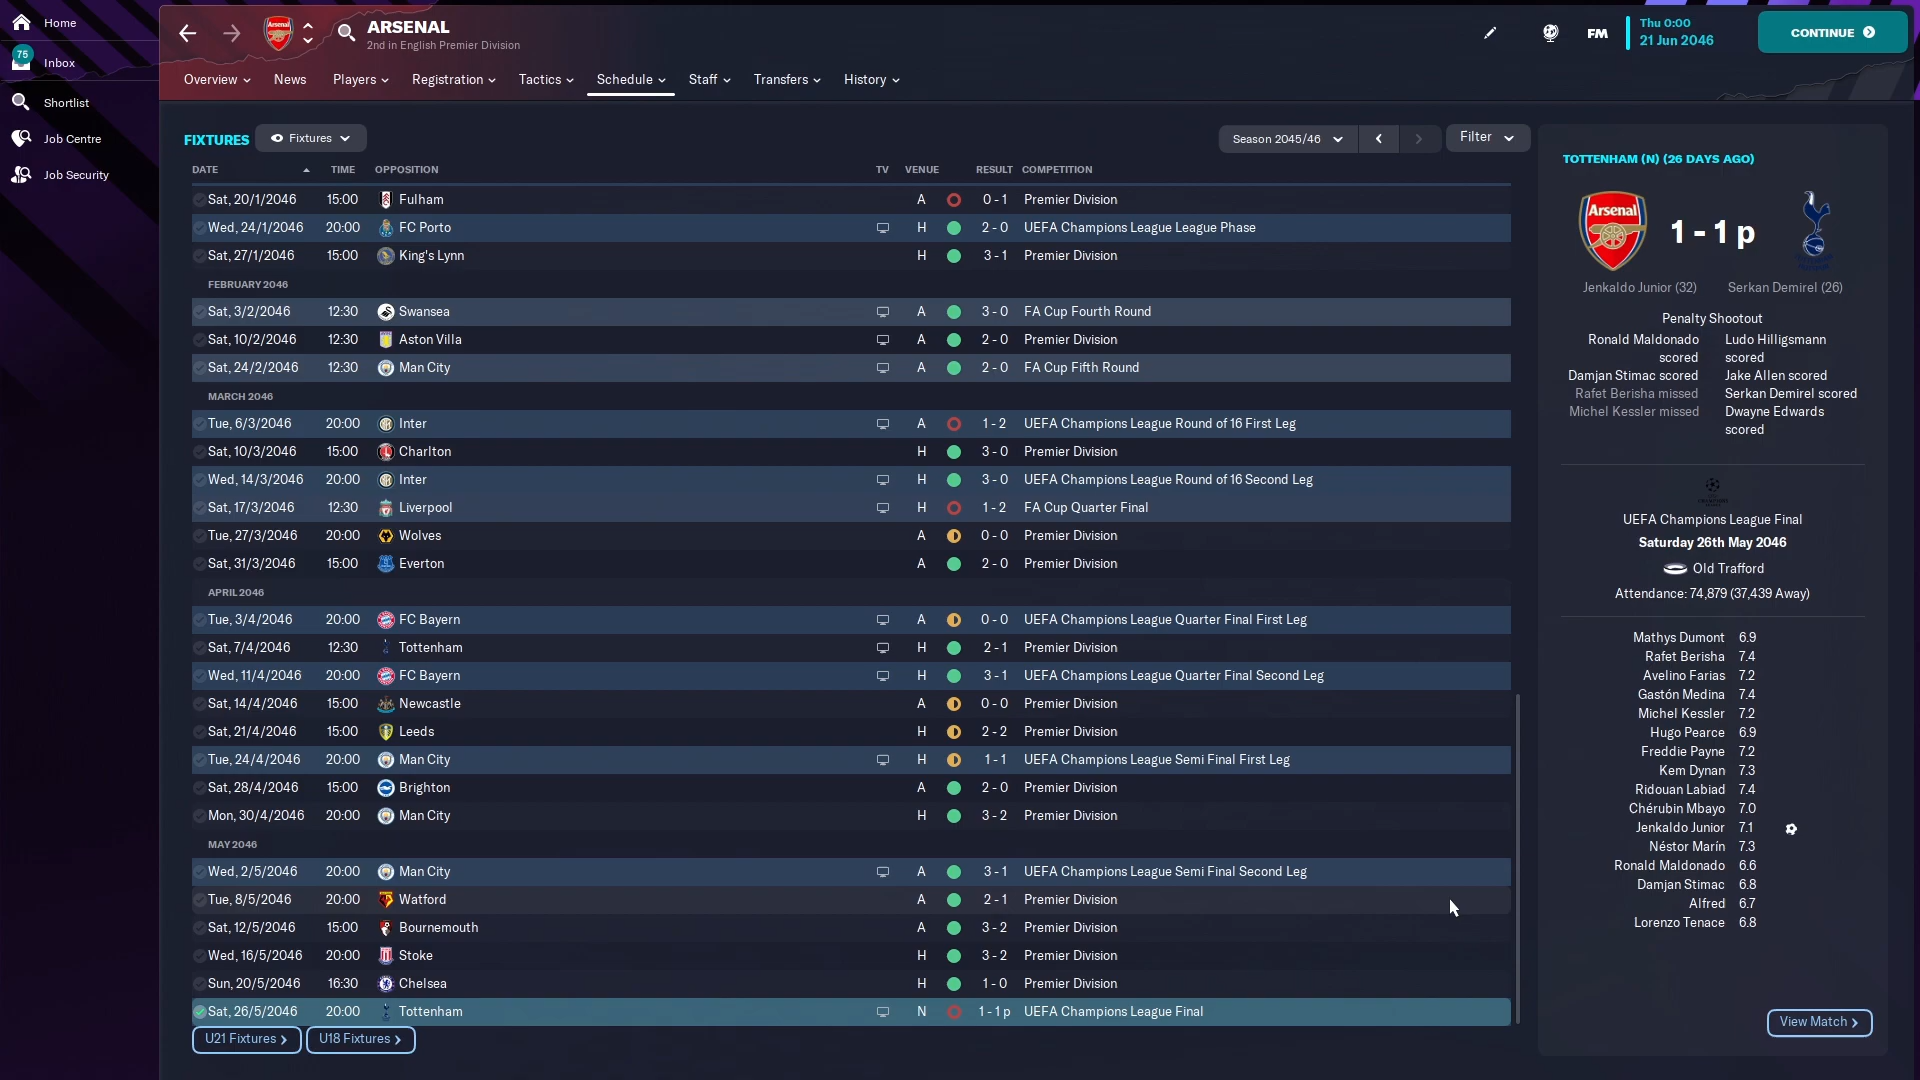 Home
75
Inbox
Shortlist
Job Centre
Job Security
Arsenal
ARSENAL
2nd in English Premier Division
FM
Thu 0:00
21 Jun 2046
CONTINUE
Overview
News
Players
Registration
Tactics
Schedule
Staff
Transfers
History
FIXTURES
Fixtures
Season 2045/46
Filter
DATE TIME OPPOSITION TV VENUE RESULT COMPETITION
Sat, 20/1/2046 15:00 Fulham A 0 - 1 Premier Division
Wed, 24/1/2046 20:00 FC Porto H 2 - 0 UEFA Champions League League Phase
Sat, 27/1/2046 15:00 King's Lynn H 3 - 1 Premier Division
FEBRUARY 2046
Sat, 3/2/2046 12:30 Swansea A 3 - 0 FA Cup Fourth Round
Sat, 10/2/2046 12:30 Aston Villa A 2 - 0 Premier Division
Sat, 24/2/2046 12:30 Man City A 2 - 0 FA Cup Fifth Round
MARCH 2046
Tue, 6/3/2046 20:00 Inter A 1 - 2 UEFA Champions League Round of 16 First Leg
Sat, 10/3/2046 15:00 Charlton H 3 - 0 Premier Division
Wed, 14/3/2046 20:00 Inter H 3 - 0 UEFA Champions League Round of 16 Second Leg
Sat, 17/3/2046 12:30 Liverpool H 1 - 2 FA Cup Quarter Final
Tue, 27/3/2046 20:00 Wolves A 0 - 0 Premier Division
Sat, 31/3/2046 15:00 Everton A 2 - 0 Premier Division
APRIL 2046
Tue, 3/4/2046 20:00 FC Bayern A 0 - 0 UEFA Champions League Quarter Final First Leg
Sat, 7/4/2046 12:30 Tottenham H 2 - 1 Premier Division
Wed, 11/4/2046 20:00 FC Bayern H 3 - 1 UEFA Champions League Quarter Final Second Leg
Sat, 14/4/2046 15:00 Newcastle A 0 - 0 Premier Division
Sat, 21/4/2046 15:00 Leeds H 2 - 2 Premier Division
Tue, 24/4/2046 20:00 Man City H 1 - 1 UEFA Champions League Semi Final First Leg
Sat, 28/4/2046 15:00 Brighton A 2 - 0 Premier Division
Mon, 30/4/2046 20:00 Man City H 3 - 2 Premier Division
MAY 2046
Wed, 2/5/2046 20:00 Man City A 3 - 1 UEFA Champions League Semi Final Second Leg
Tue, 8/5/2046 20:00 Watford A 2 - 1 Premier Division
Sat, 12/5/2046 15:00 Bournemouth A 3 - 2 Premier Division
Wed, 16/5/2046 20:00 Stoke H 3 - 2 Premier Division
Sun, 20/5/2046 16:30 Chelsea H 1 - 0 Premier Division
Sat, 26/5/2046 20:00 Tottenham N 1 - 1 p UEFA Champions League Final
U21 Fixtures
U18 Fixtures
TOTTENHAM (N) (26 DAYS AGO)
Arsenal
1 - 1 p
Jenkaldo Junior (32) Serkan Demirel (26)
Penalty Shootout
Ronald Maldonado scored
Ludo Hilligsmann scored
Damjan Stimac scored Jake Allen scored
Rafet Berisha missed Serkan Demirel scored
Michel Kessler missed Dwayne Edwards scored
UEFA Champions League Final
Saturday 26th May 2046
Old Trafford
Attendance: 74,879 (37,439 Away)
Mathys Dumont 6.9
Rafet Berisha 7.4
Avelino Farias 7.2
Gastón Medina 7.4
Michel Kessler 7.2
Hugo Pearce 6.9
Freddie Payne 7.2
Kem Dynan 7.3
Ridouan Labiad 7.4
Chérubin Mbayo 7.0
Jenkaldo Junior 7.1
Néstor Marín 7.3
Ronald Maldonado 6.6
Damjan Stimac 6.8
Alfred 6.7
Lorenzo Tenace 6.8
View Match